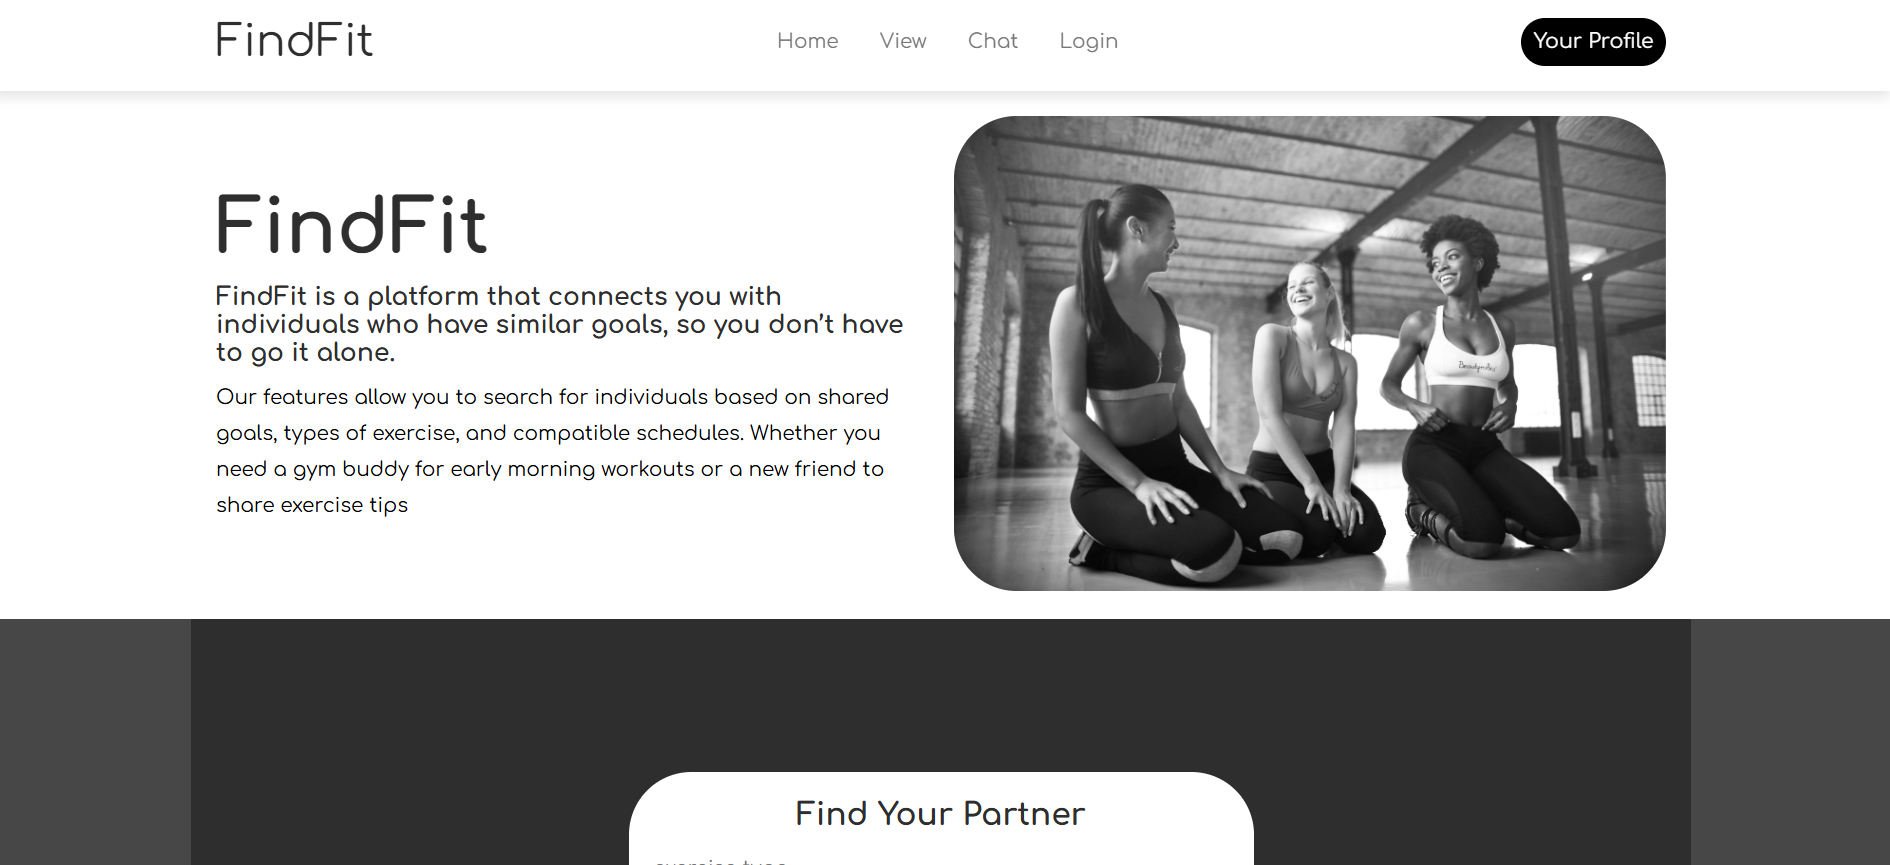 FindFit
Home View Chat Login
Your Profile
FindFit
FindFit is a platform that connects you with
individuals who have similar goals, so you don’t have
to go it alone.
Our features allow you to search for individuals based on shared
goals, types of exercise, and compatible schedules. Whether you
need a gym buddy for early morning workouts or a new friend to
share exercise tips
Find Your Partner
exercise type